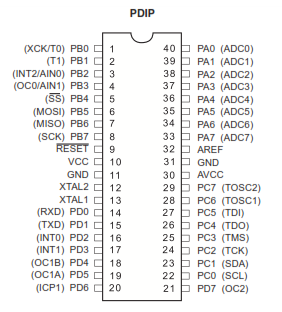 PDIP
(XCK/T0) PB0 1 40 PA0 (ADC0)
(T1) PB1 2 39 PA1 (ADC1)
(INT2/AIN0) PB2 3 38 PA2 (ADC2)
(OC0/AIN1) PB3 4 37 PA3 (ADC3)
(SS) PB4 5 36 PA4 (ADC4)
(MOSI) PB5 6 35 PA5 (ADC5)
(MISO) PB6 7 34 PA6 (ADC6)
(SCK) PB7 8 33 PA7 (ADC7)
RESET 9 32 AREF
VCC 10 31 GND
GND 11 30 AVCC
XTAL2 12 29 PC7 (TOSC2)
XTAL1 13 28 PC6 (TOSC1)
(RXD) PD0 14 27 PC5 (TDI)
(TXD) PD1 15 26 PC4 (TDO)
(INT0) PD2 16 25 PC3 (TMS)
(INT1) PD3 17 24 PC2 (TCK)
(OC1B) PD4 18 23 PC1 (SDA)
(OC1A) PD5 19 22 PC0 (SCL)
(ICP1) PD6 20 21 PD7 (OC2)